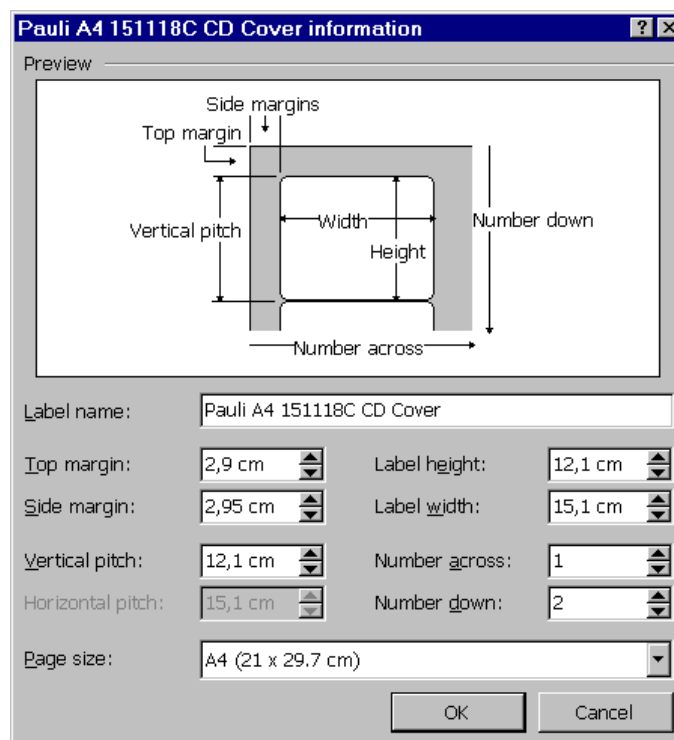 Pauli A4 151118C CD Cover information
Preview
Side margins
Top margin
Vertical pitch
Width
Number down
Height
Number across
Label name: Pauli A4 151118C CD Cover
Top margin: 2,9 cm Label height: 12,1 cm
Side margin: 2,95 cm Label width: 15,1 cm
Vertical pitch: 12,1 cm Number across: 1
Horizontal pitch: 15,1 cm Number down: 2
Page size: A4 (21 x 29.7 cm)
OK Cancel